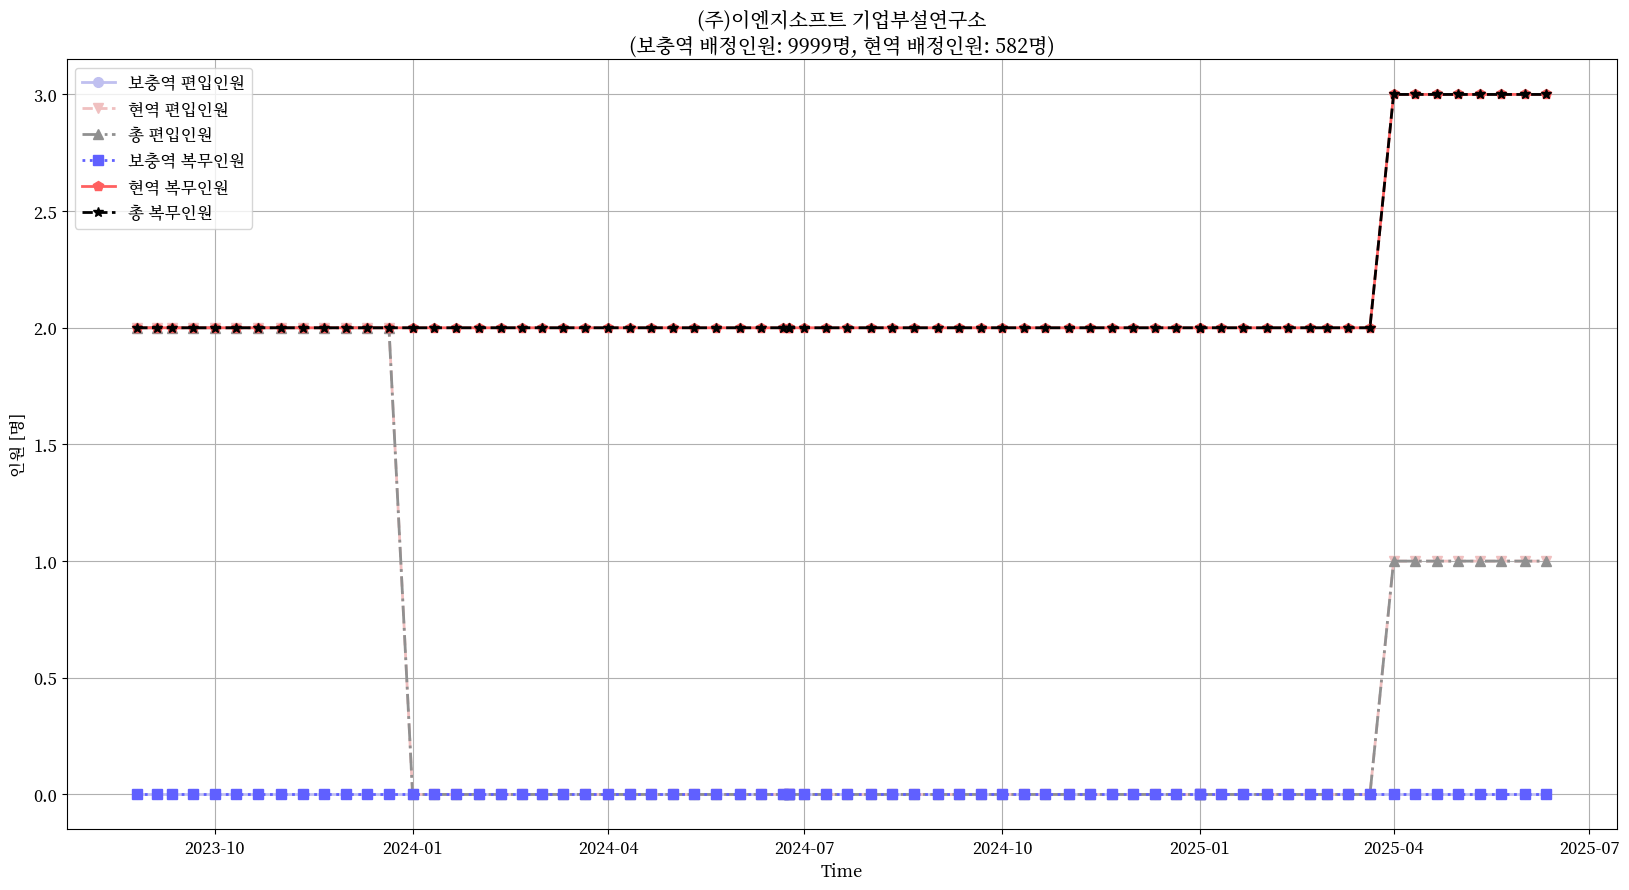 (주)이엔지소프트 기업부설연구소
(보충역 배정인원: 9999명, 현역 배정인원: 582명)
보충역 편입인원
현역 편입인원
총 편입인원
보충역 복무인원
현역 복무인원
총 복무인원
3.0
2.5
2.0
1.5
1.0
0.5
0.0
인원 [명]
2023-10
2024-01
2024-04
2024-07
2024-10
2025-01
2025-04
2025-07
Time